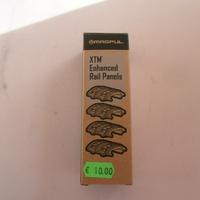 MAGPUL
XTM®
Enhanced
Rail Panels
€ 10.00